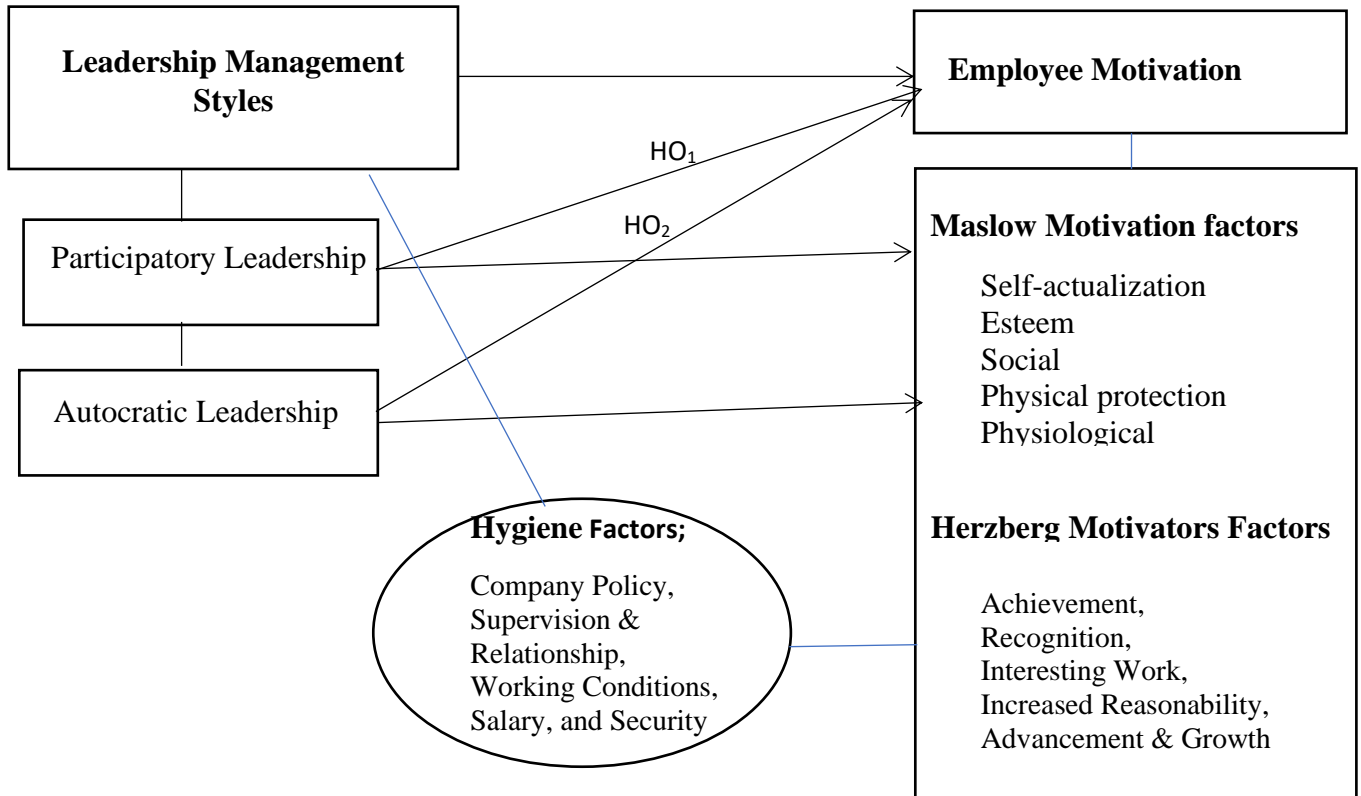 Leadership Management
Styles
Employee Motivation
HO₁
HO₂
Participatory Leadership
Autocratic Leadership
Maslow Motivation factors
Self-actualization
Esteem
Social
Physical protection
Physiological
Hygiene Factors;
Company Policy,
Supervision &
Relationship,
Working Conditions,
Salary, and Security
Herzberg Motivators Factors
Achievement,
Recognition,
Interesting Work,
Increased Reasonability,
Advancement & Growth